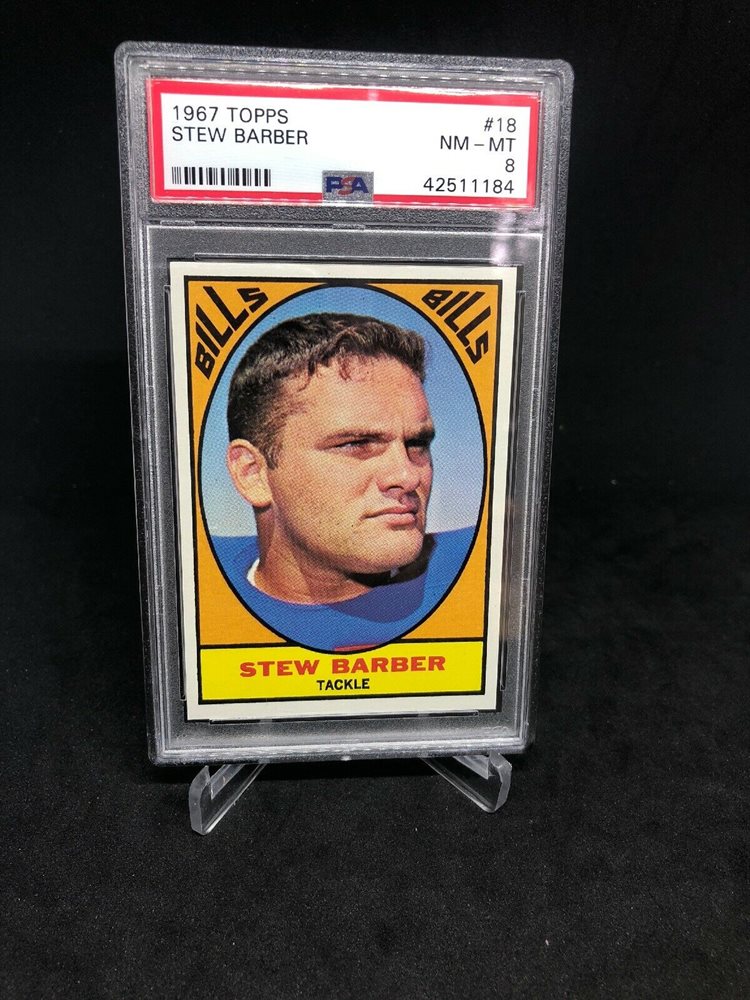 1967 TOPPS
#18
STEW BARBER
NM – MT
8
PSA
42511184
BILLS
BILLS
STEW BARBER
TACKLE